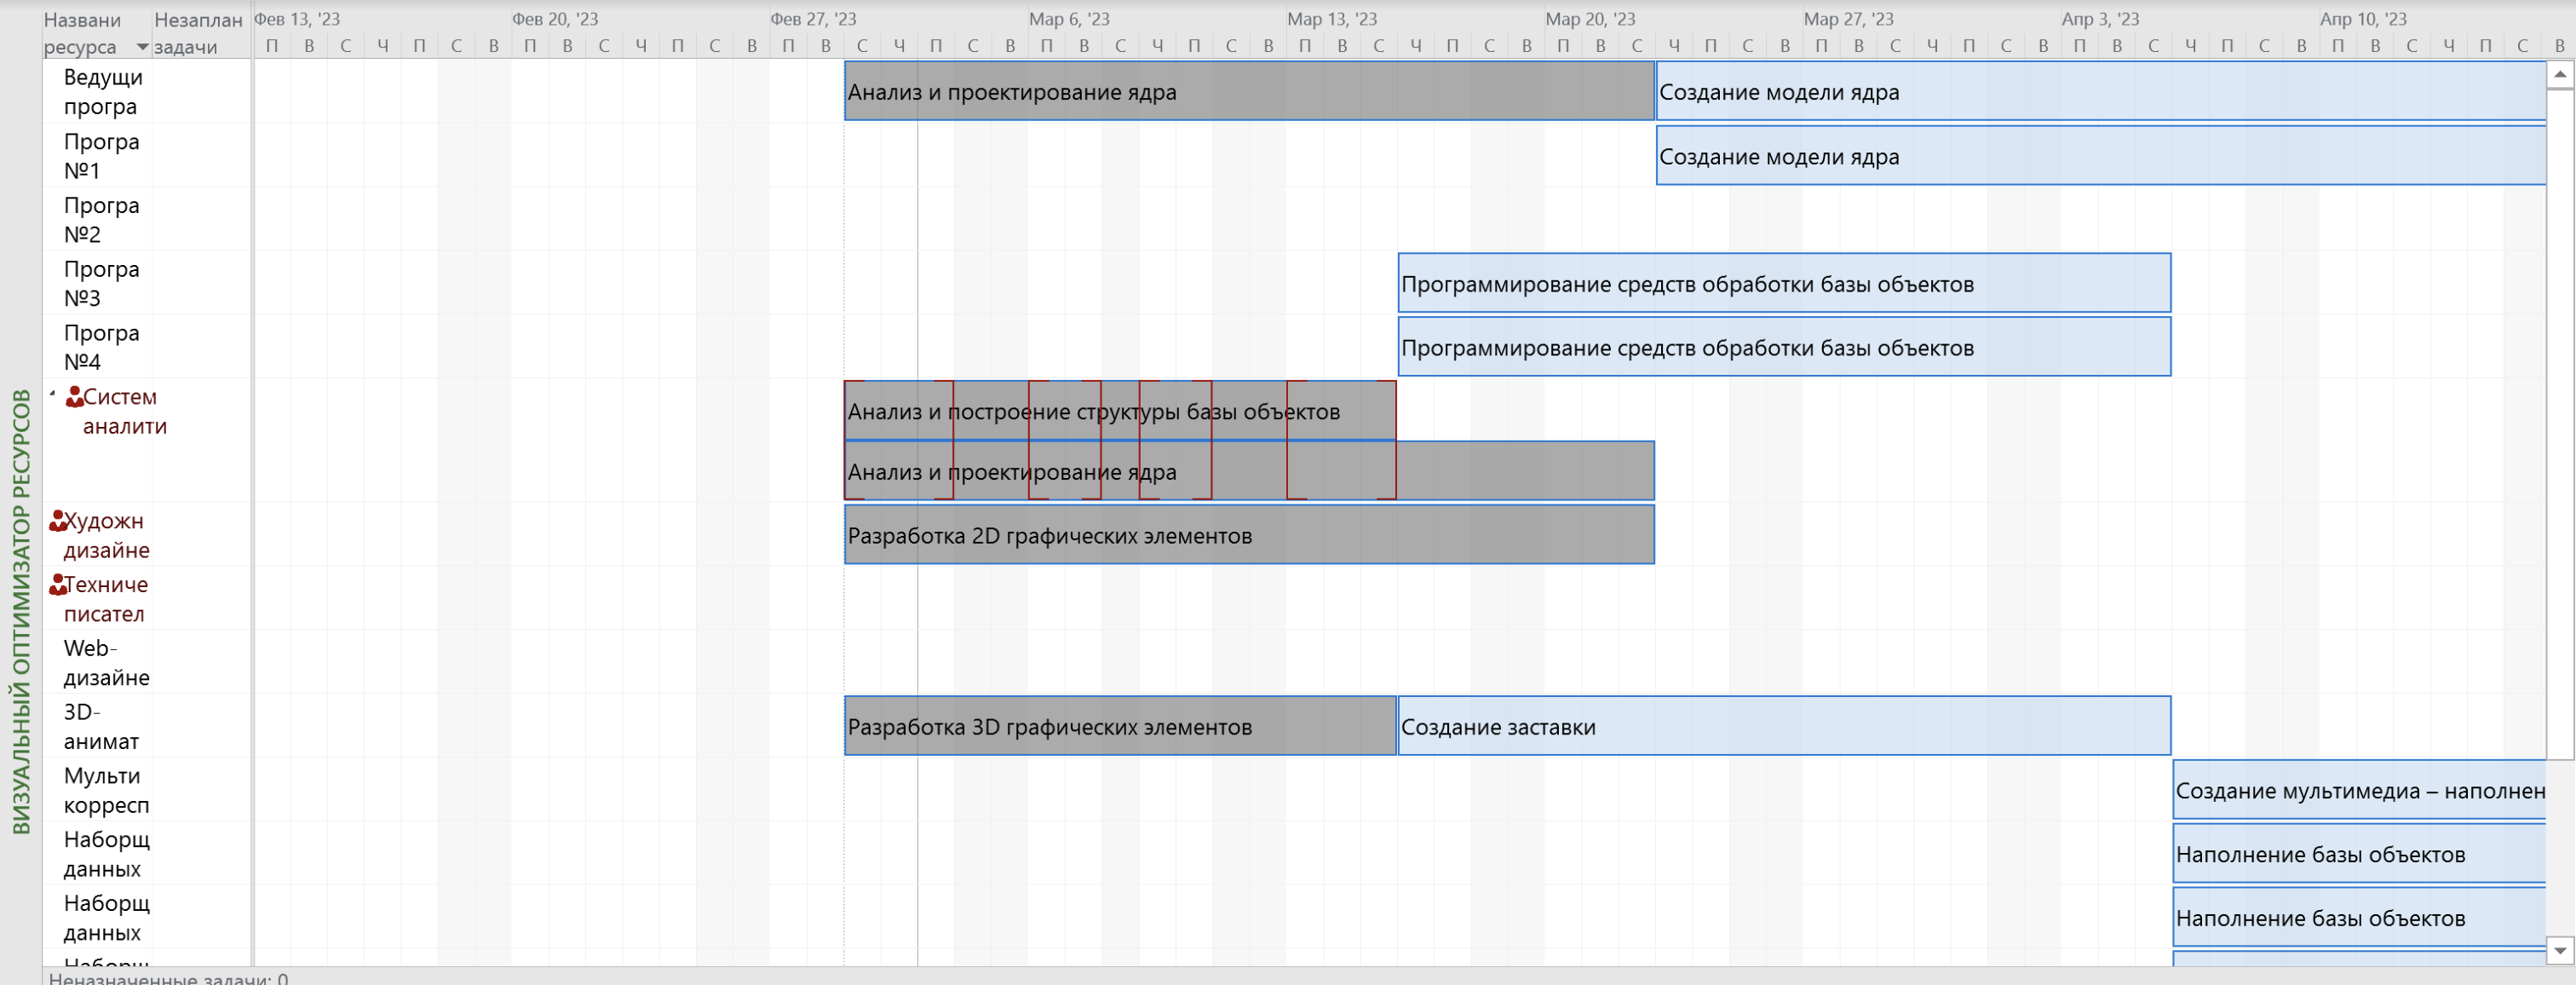 Названи Незаплан Фев 13, '23 Фев 20, '23 Фев 27, '23 Мар 6, '23 Мар 13, '23 Мар 20, '23 Мар 27, '23 Апр 3, '23 Апр 10, '23
ресурса задачи П В С Ч П С В П В С Ч П С В П В С Ч П С В П В С Ч П С В П В С Ч П С В П В С Ч П С В П В С Ч П С В П В С Ч П С В П В С Ч П С В
ВИЗУАЛЬНЫЙ ОПТИМИЗАТОР РЕСУРСОВ
Ведущи
програ
Анализ и проектирование ядра Создание модели ядра
Програ
№1
Создание модели ядра
Програ
№2
Програ
№3
Программирование средств обработки базы объектов
Програ
№4
Программирование средств обработки базы объектов
Систем
аналити
Анализ и построение структуры базы объектов
Анализ и проектирование ядра
Художн
дизайне
Разработка 2D графических элементов
Техниче
писател
Web-
дизайне
3D-
анимат
Разработка 3D графических элементов Создание заставки
Мульти
корресп
Создание мультимедиа – наполнен
Наборщ
данных
Наполнение базы объектов
Наборщ
данных
Наполнение базы объектов
Наборщ
Неназначенные задачи: 0